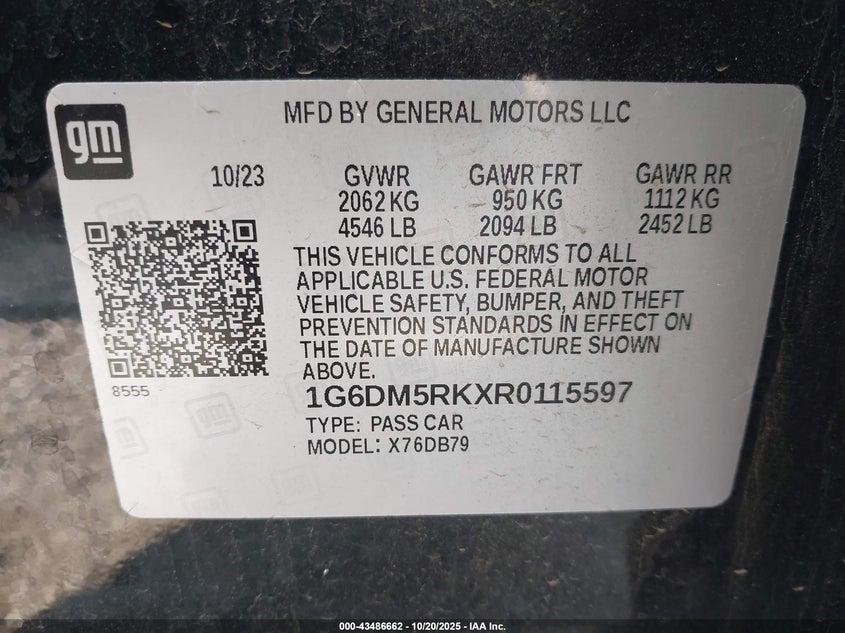 gm
MFD BY GENERAL MOTORS LLC
10/23 GVWR GAWR FRT GAWR RR
2062 KG 950 KG 1112 KG
4546 LB 2094 LB 2452 LB
THIS VEHICLE CONFORMS TO ALL
APPLICABLE U.S. FEDERAL MOTOR
VEHICLE SAFETY, BUMPER, AND THEFT
PREVENTION STANDARDS IN EFFECT ON
THE DATE OF MANUFACTURE SHOWN
ABOVE.
8555
1G6DM5RKXR0115597
TYPE: PASS CAR
MODEL: X76DB79
000-43486662 - 10/20/2025 - IAA Inc.